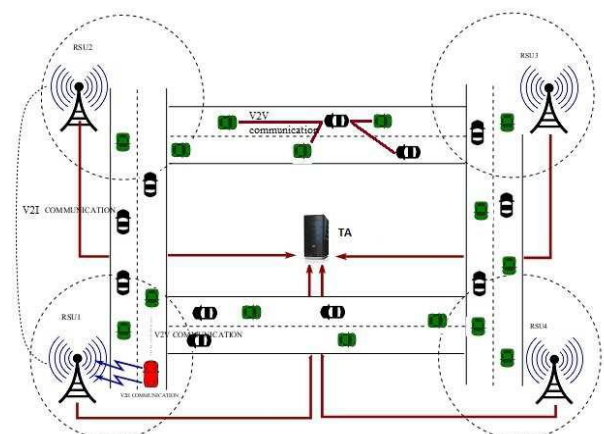 RSU2
RSU3
V2V
communication
V2I COMMUNICATION
TA
RSU1
V2V COMMUNICATION
RSU4
V2I COMMUNICATION